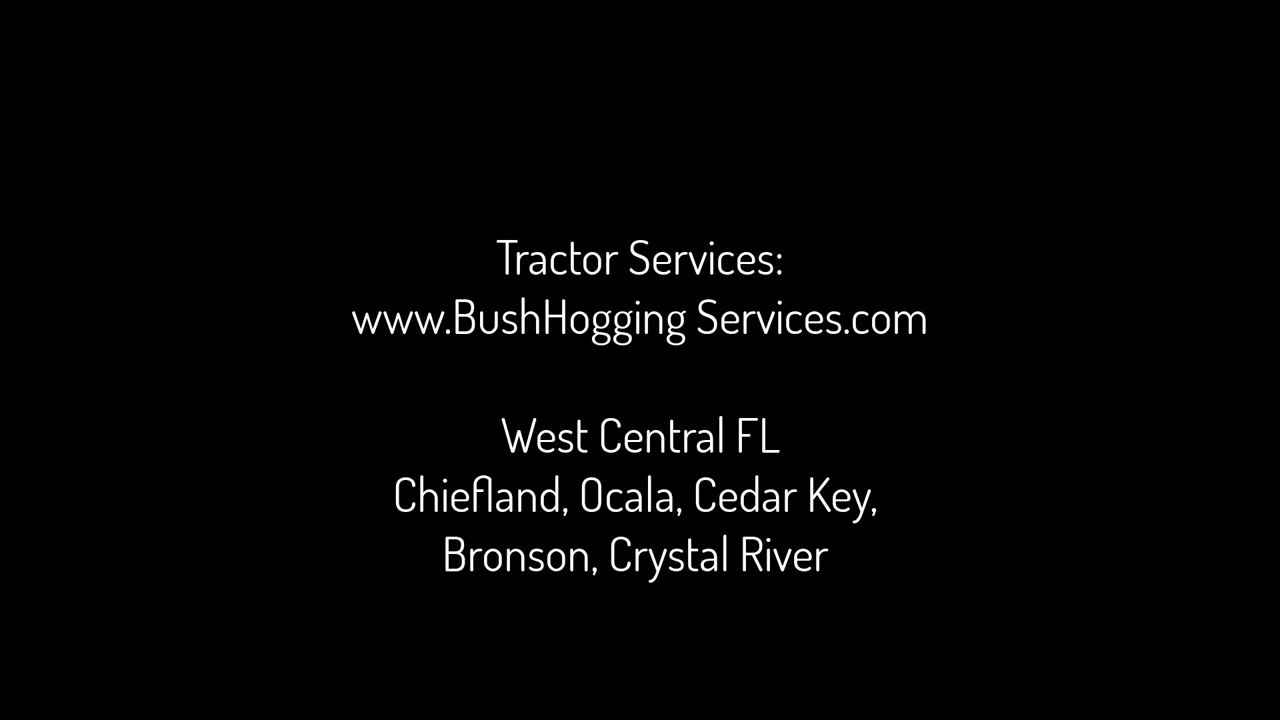 Tractor Services:
www.BushHogging Services.com
West Central FL
Chiefland, Ocala, Cedar Key,
Bronson, Crystal River